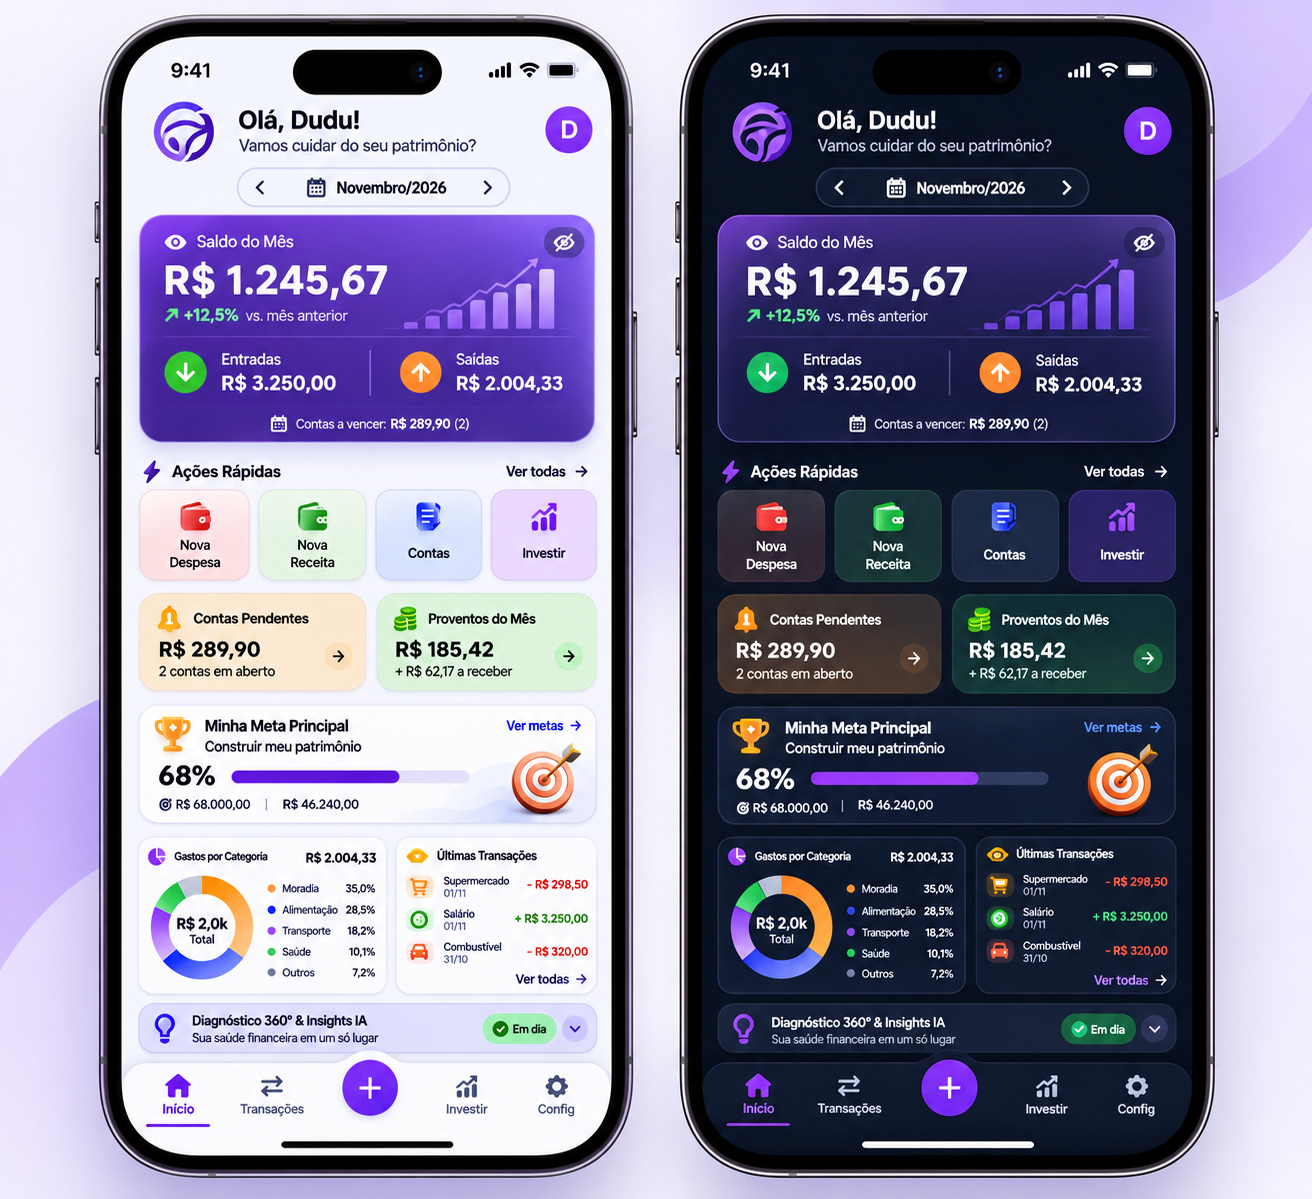 9:41
Olá, Dudu!
D
Vamos cuidar do seu patrimônio?
Novembro/2026
Saldo do Mês
R$ 1.245,67
+12,5% vs. mês anterior
Entradas
R$ 3.250,00
Saídas
R$ 2.004,33
Contas a vencer: R$ 289,90 (2)
Ações Rápidas
Ver todas
Nova
Despesa
Nova
Receita
Contas
Investir
Contas Pendentes
R$ 289,90
2 contas em aberto
Proventos do Mês
R$ 185,42
+ R$ 62,17 a receber
Minha Meta Principal
Ver metas
Construir meu patrimônio
68%
R$ 68.000,00 | R$ 46.240,00
Gastos por Categoria R$ 2.004,33
R$ 2,0k
Total
Moradia 35,0%
Alimentação 28,5%
Transporte 18,2%
Saúde 10,1%
Outros 7,2%
Últimas Transações
Supermercado
01/11
- R$ 298,50
Salário
01/11
+ R$ 3.250,00
Combustível
31/10
- R$ 320,00
Ver todas
Diagnóstico 360° & Insights IA
Sua saúde financeira em um só lugar
Em dia
Início
Transações
Investir
Config
9:41
Olá, Dudu!
D
Vamos cuidar do seu patrimônio?
Novembro/2026
Saldo do Mês
R$ 1.245,67
+12,5% vs. mês anterior
Entradas
R$ 3.250,00
Saídas
R$ 2.004,33
Contas a vencer: R$ 289,90 (2)
Ações Rápidas
Ver todas
Nova
Despesa
Nova
Receita
Contas
Investir
Contas Pendentes
R$ 289,90
2 contas em aberto
Proventos do Mês
R$ 185,42
+ R$ 62,17 a receber
Minha Meta Principal
Ver metas
Construir meu patrimônio
68%
R$ 68.000,00 | R$ 46.240,00
Gastos por Categoria R$ 2.004,33
R$ 2,0k
Total
Moradia 35,0%
Alimentação 28,5%
Transporte 18,2%
Saúde 10,1%
Outros 7,2%
Últimas Transações
Supermercado
01/11
- R$ 298,50
Salário
01/11
+ R$ 3.250,00
Combustível
31/10
- R$ 320,00
Ver todas
Diagnóstico 360° & Insights IA
Sua saúde financeira em um só lugar
Em dia
Início
Transações
Investir
Config